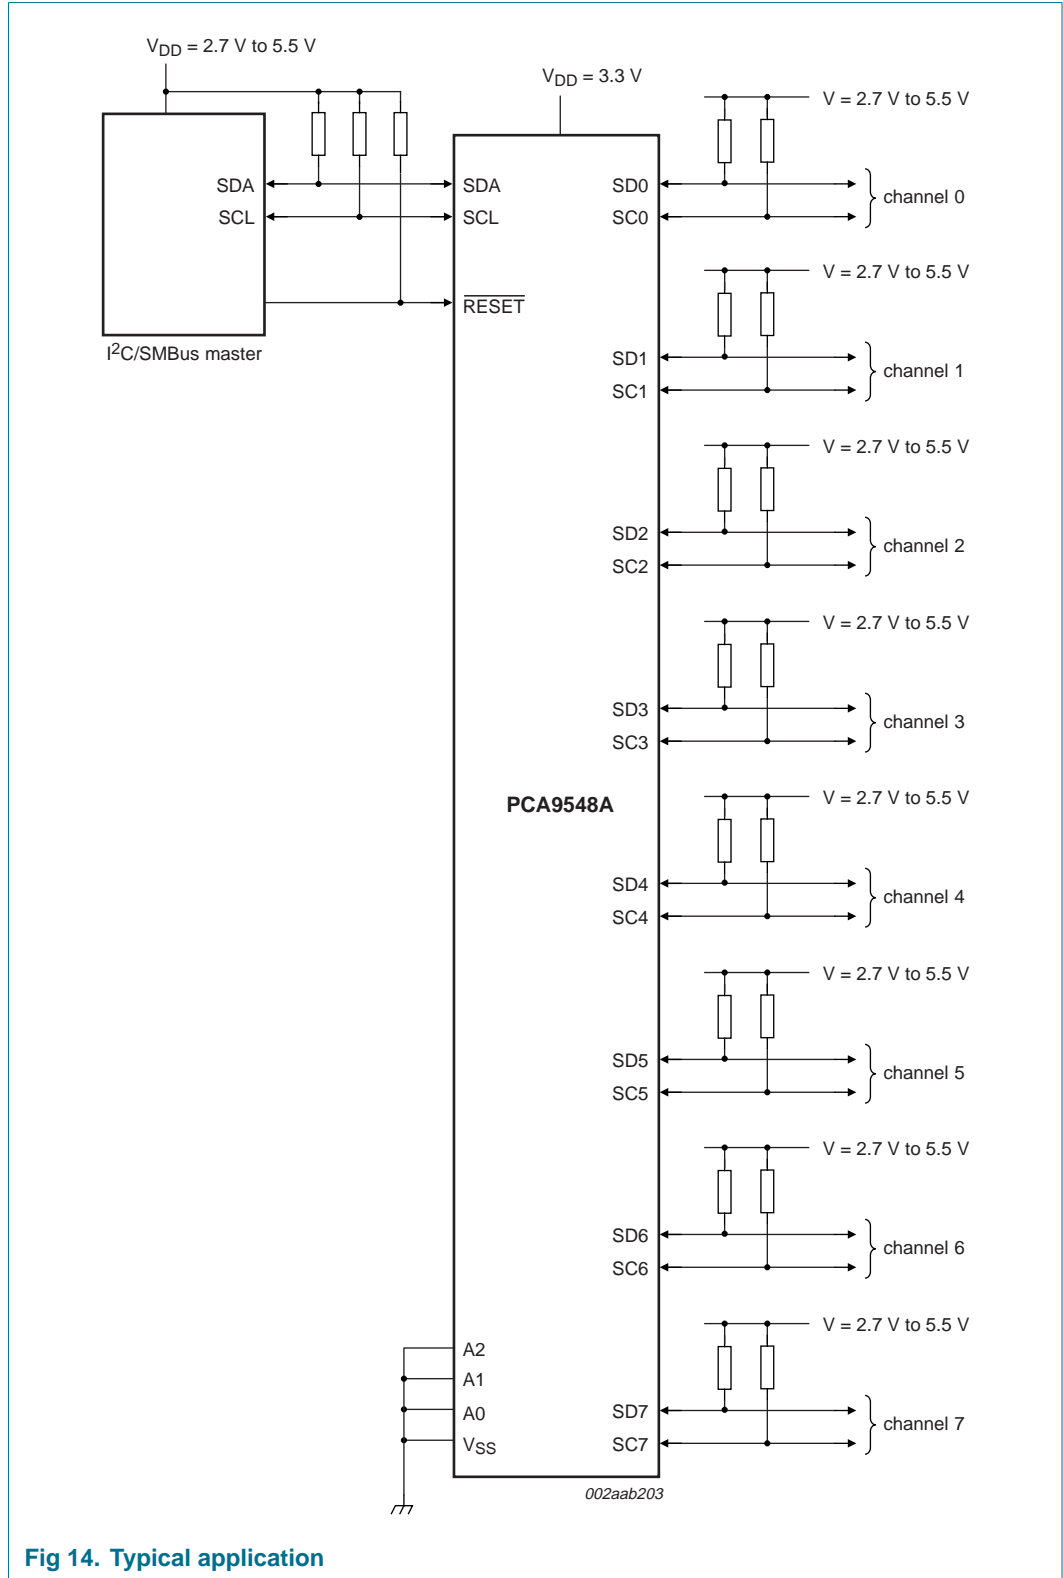 VDD = 2.7 V to 5.5 V
VDD = 3.3 V
V = 2.7 V to 5.5 V
SDA
SDA
SD0
SCL
SCL
SC0
channel 0
RESET
I2C/SMBus master
V = 2.7 V to 5.5 V
SD1
SC1
channel 1
V = 2.7 V to 5.5 V
SD2
SC2
channel 2
V = 2.7 V to 5.5 V
SD3
SC3
channel 3
PCA9548A
V = 2.7 V to 5.5 V
SD4
SC4
channel 4
V = 2.7 V to 5.5 V
SD5
SC5
channel 5
V = 2.7 V to 5.5 V
SD6
SC6
channel 6
V = 2.7 V to 5.5 V
A2
A1
A0
VSS
SD7
SC7
channel 7
002aab203
Fig 14. Typical application